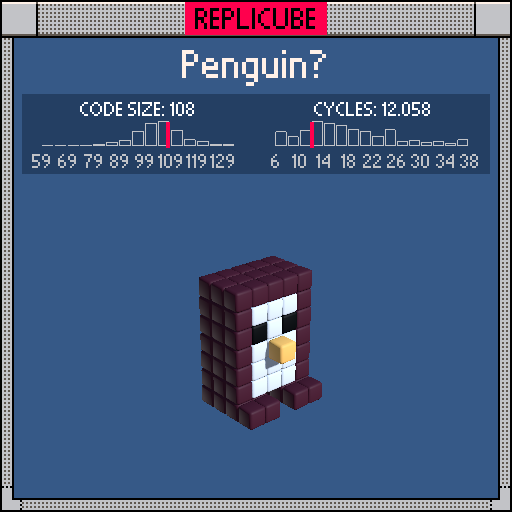 REPLICUBE
Penguin?
CODE SIZE: 108
59 69 79 89 99 109 119 129
CYCLES: 12.058
6 10 14 18 22 26 30 34 38